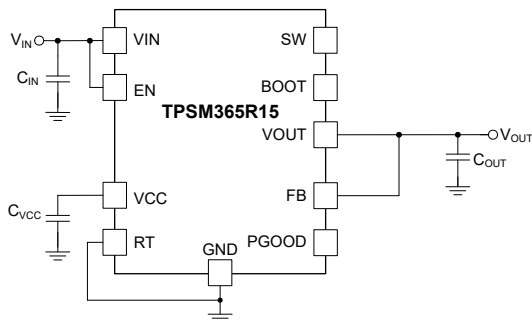 VIN
VIN
SW
CIN
EN
BOOT
TPSM365R15
VOUT
VOUT
COUT
VCC
FB
CVCC
RT
GND
PGOOD